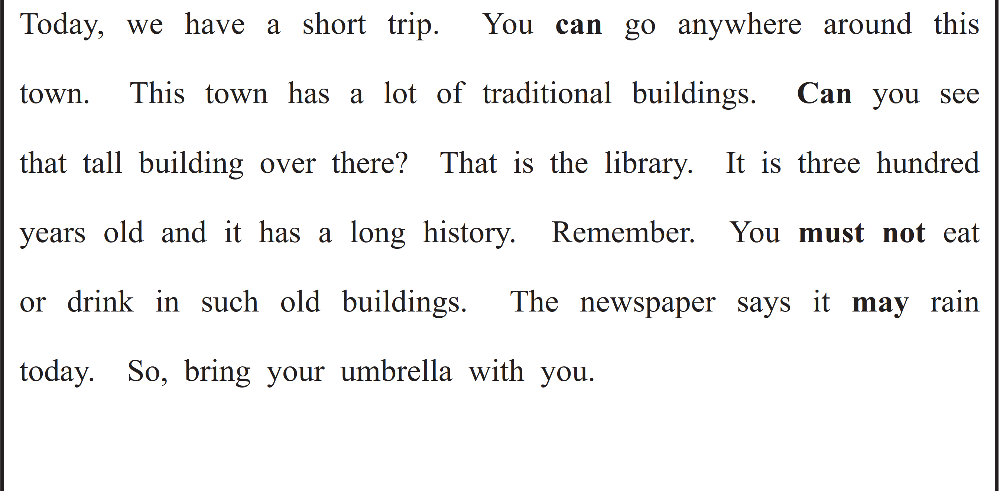 Today, we have a short trip. You can go anywhere around this
town. This town has a lot of traditional buildings. Can you see
that tall building over there? That is the library. It is three hundred
years old and it has a long history. Remember. You must not eat
or drink in such old buildings. The newspaper says it may rain
today. So, bring your umbrella with you.